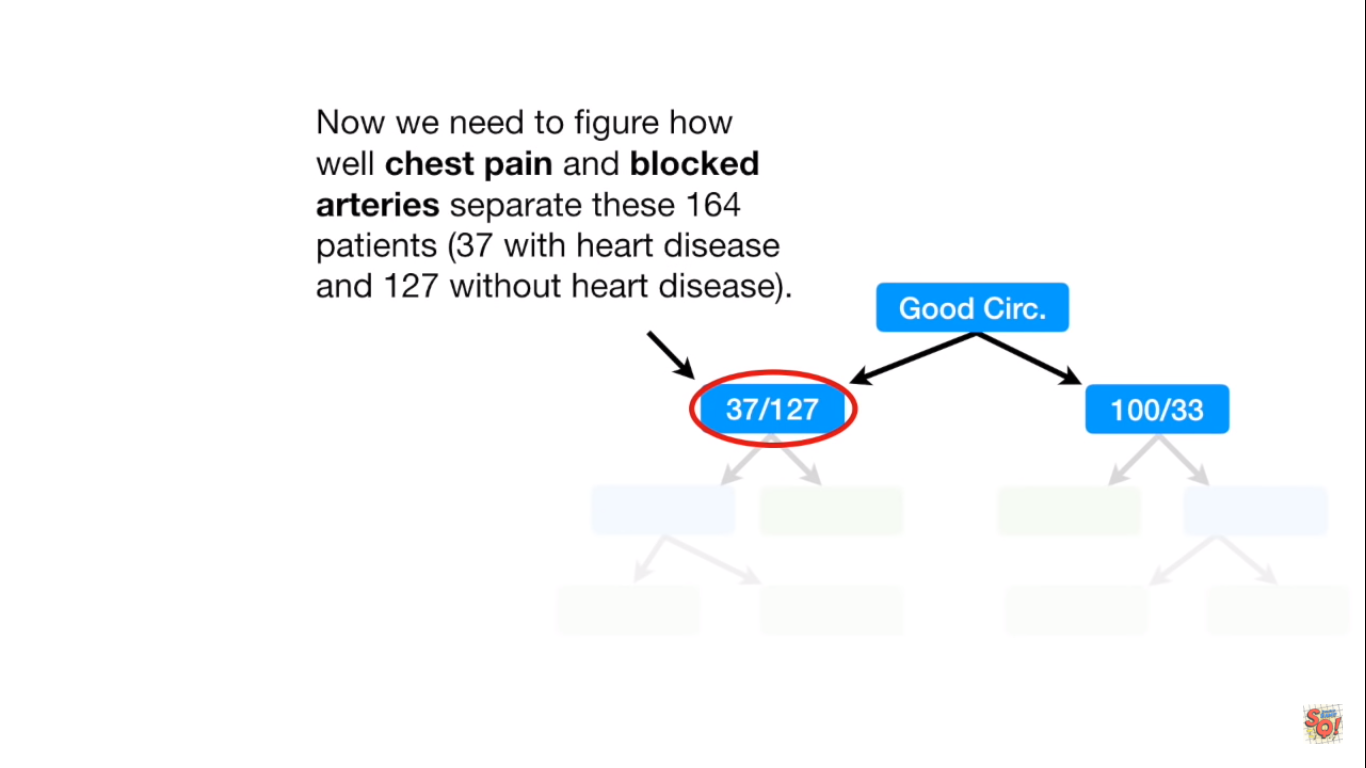 Now we need to figure how
well chest pain and blocked
arteries separate these 164
patients (37 with heart disease
and 127 without heart disease).
Good Circ.
37/127
100/33
SQ!